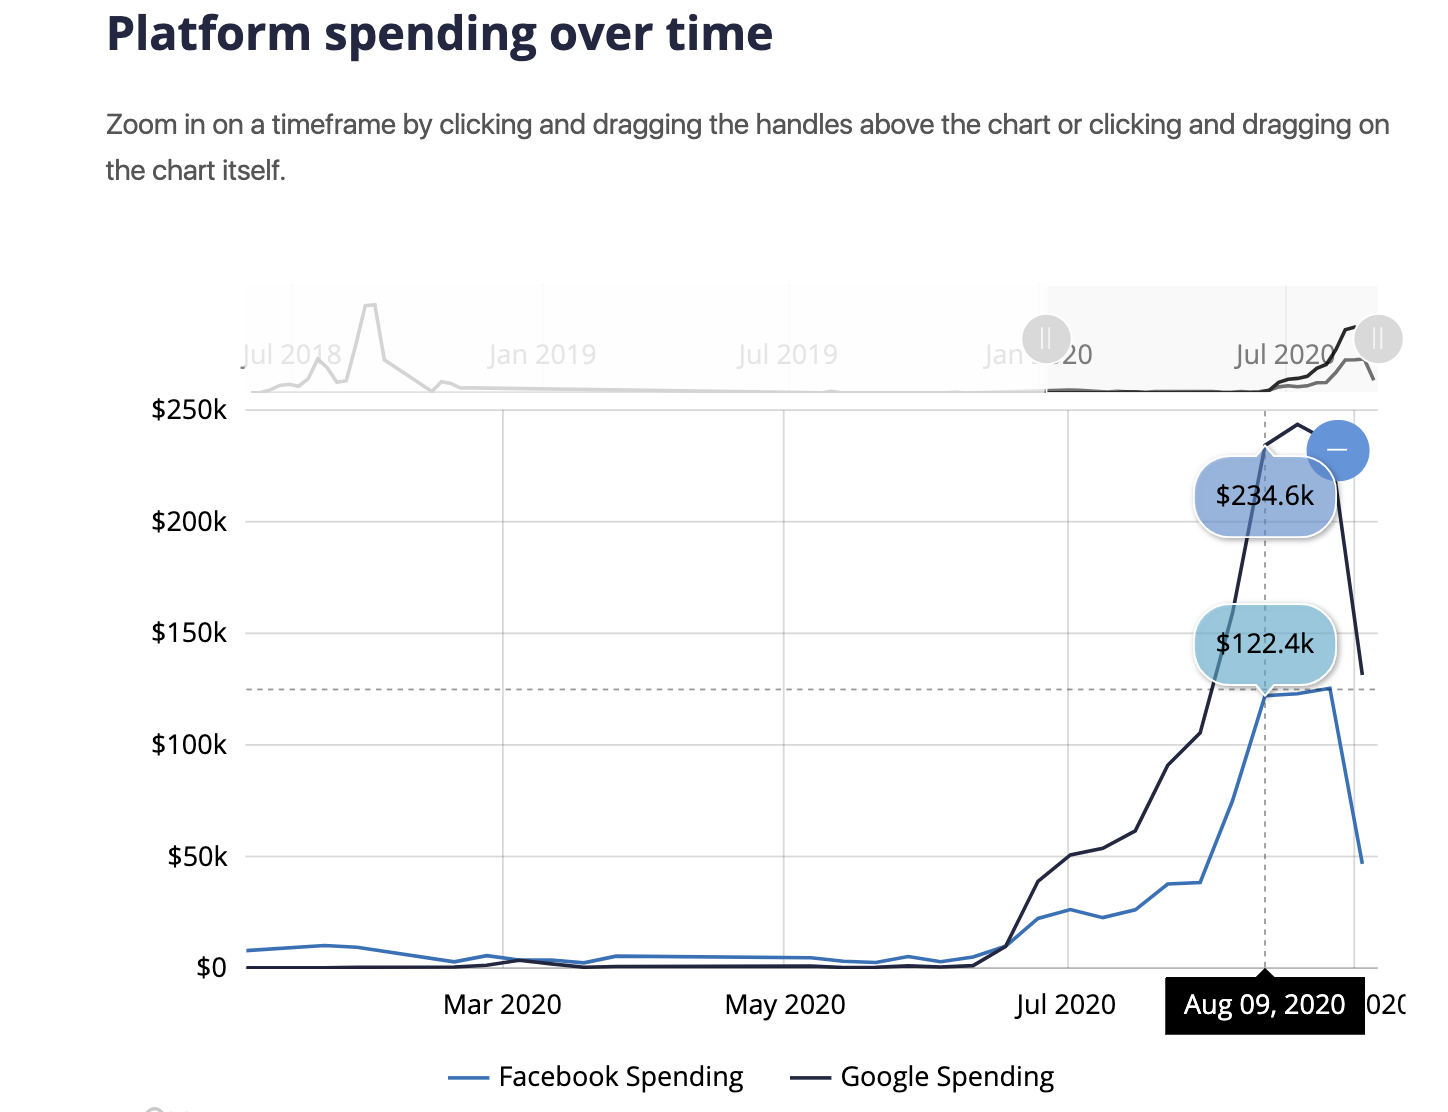 Platform spending over time
Zoom in on a timeframe by clicking and dragging the handles above the chart or clicking and dragging on
the chart itself.
Jul 2018
Jan 2019
Jul 2019
Jan 20
Jul 2020
$250k
$200k
$150k
$100k
$50k
$0
$234.6k
$122.4k
Mar 2020
May 2020
Jul 2020
Aug 09, 2020
Facebook Spending
Google Spending